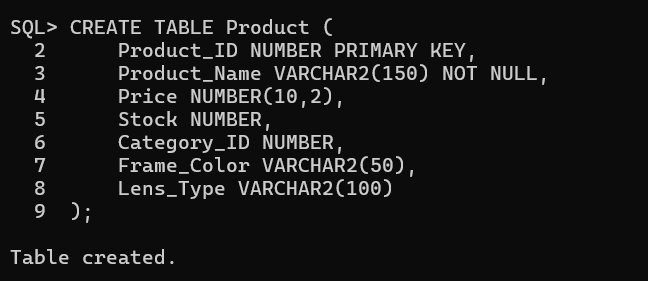 SQL> CREATE TABLE Product (
  2      Product_ID NUMBER PRIMARY KEY,
  3      Product_Name VARCHAR2(150) NOT NULL,
  4      Price NUMBER(10,2),
  5      Stock NUMBER,
  6      Category_ID NUMBER,
  7      Frame_Color VARCHAR2(50),
  8      Lens_Type VARCHAR2(100)
  9  );
Table created.